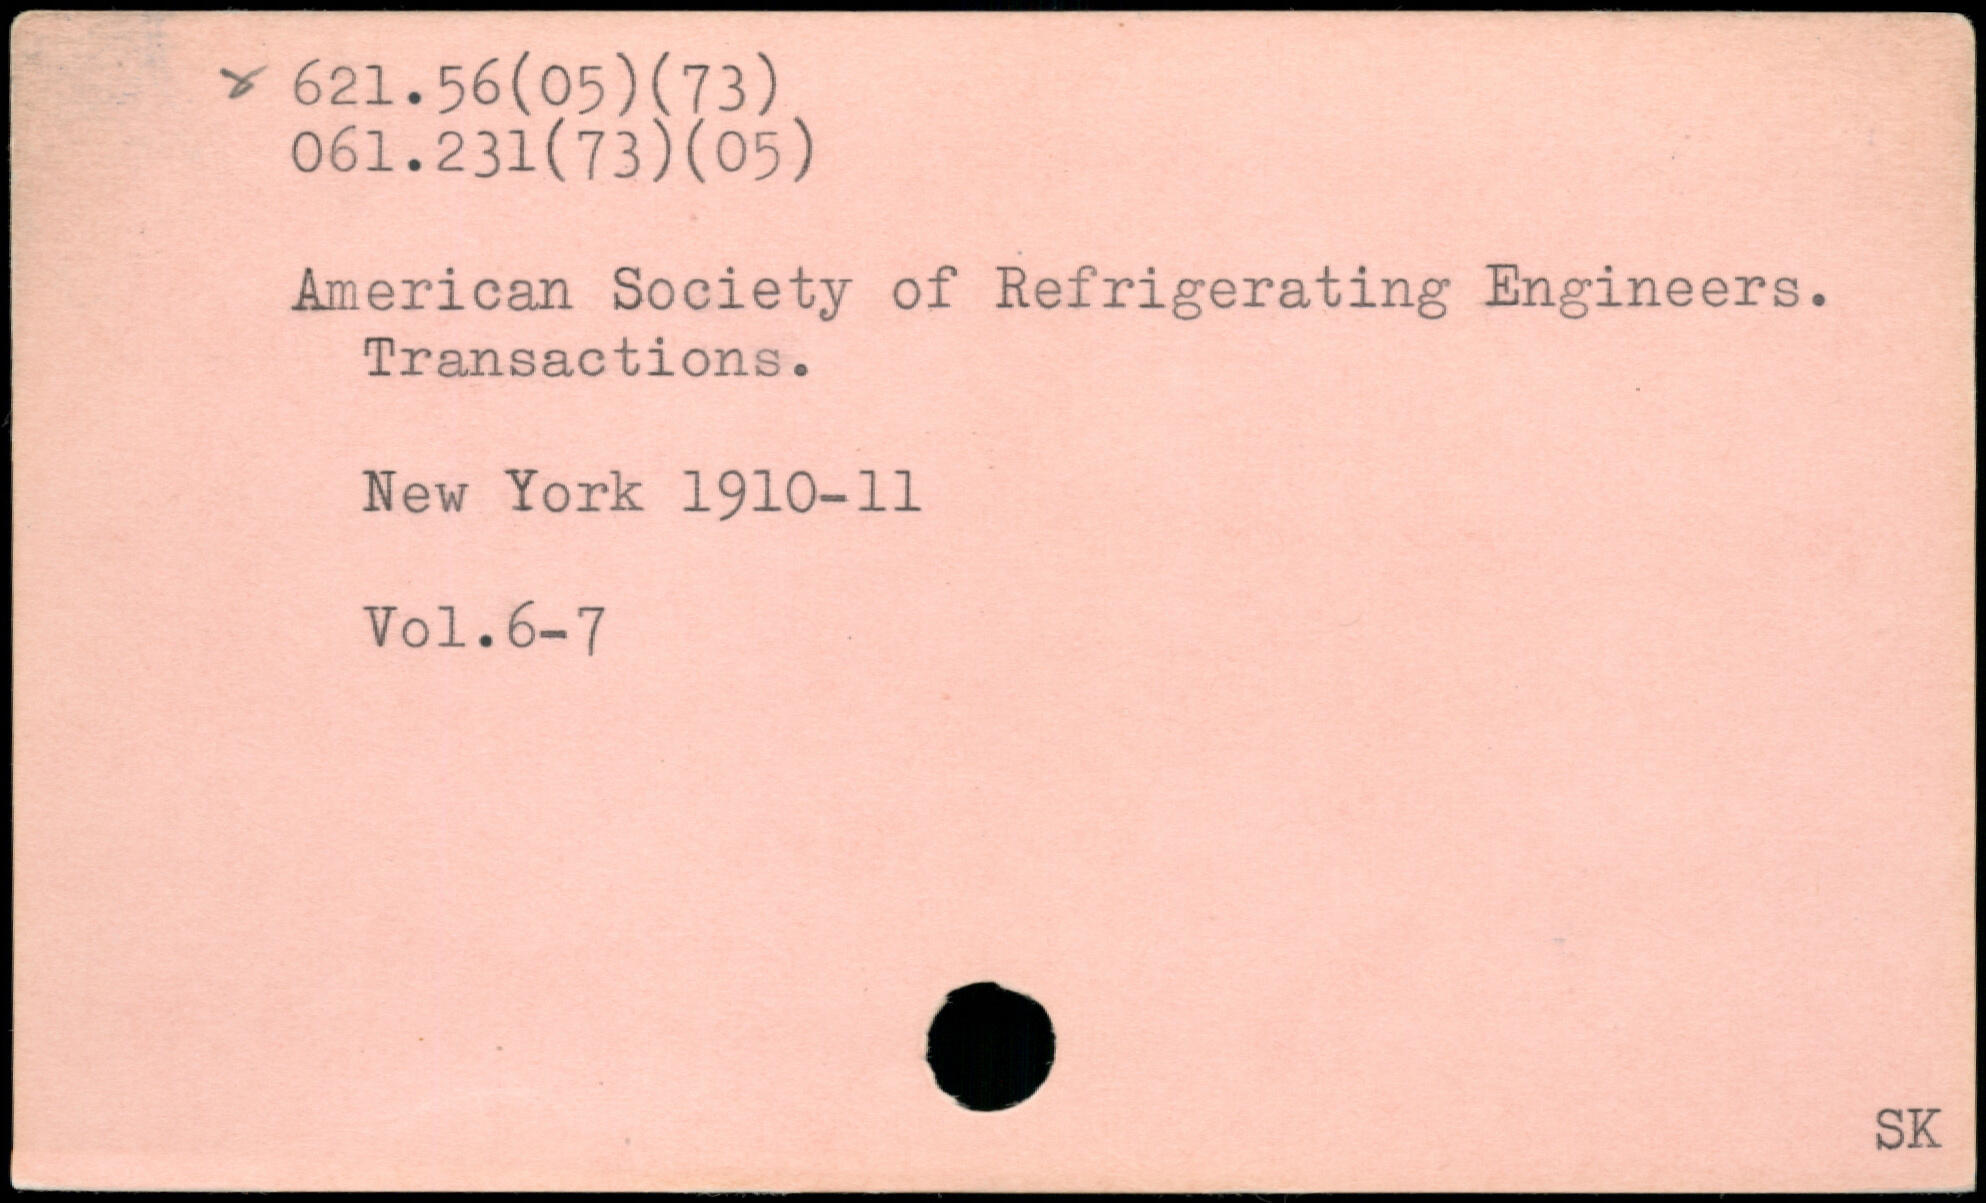 x 621.56(05)(73)
061.231(73)(05)
American Society of Refrigerating Engineers.
Transactions.
New York 1910-11
Vol.6-7
SK